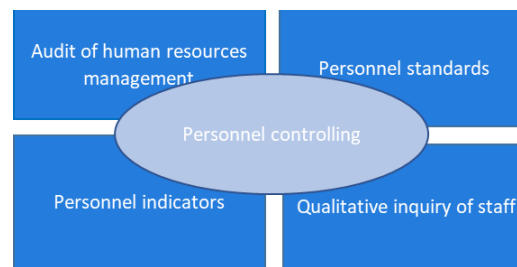 Audit of human resources
management
Personnel standards
Personnel controlling
Personnel indicators
Qualitative inquiry of staff